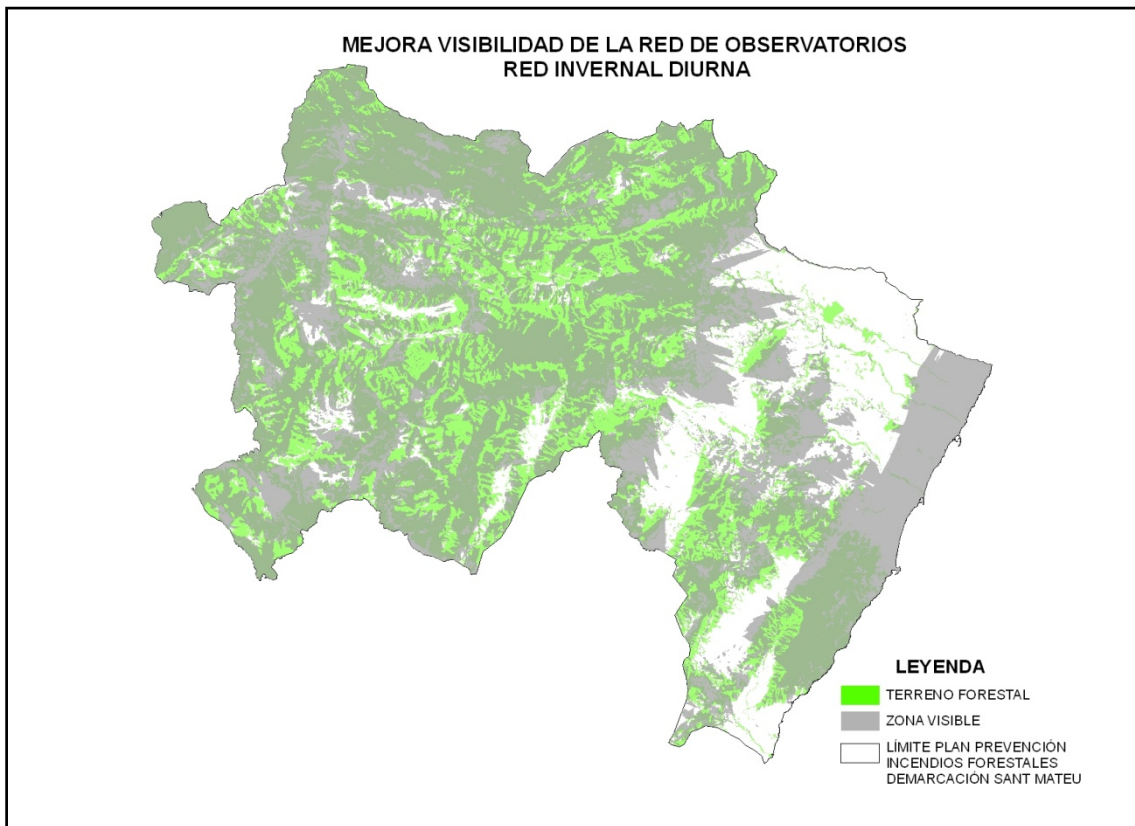 MEJORA VISIBILIDAD DE LA RED DE OBSERVATORIOS
RED INVERNAL DIURNA
LEYENDA
TERRENO FORESTAL
ZONA VISIBLE
LÍMITE PLAN PREVENCIÓN
INCENDIOS FORESTALES
DEMARCACIÓN SANT MATEU